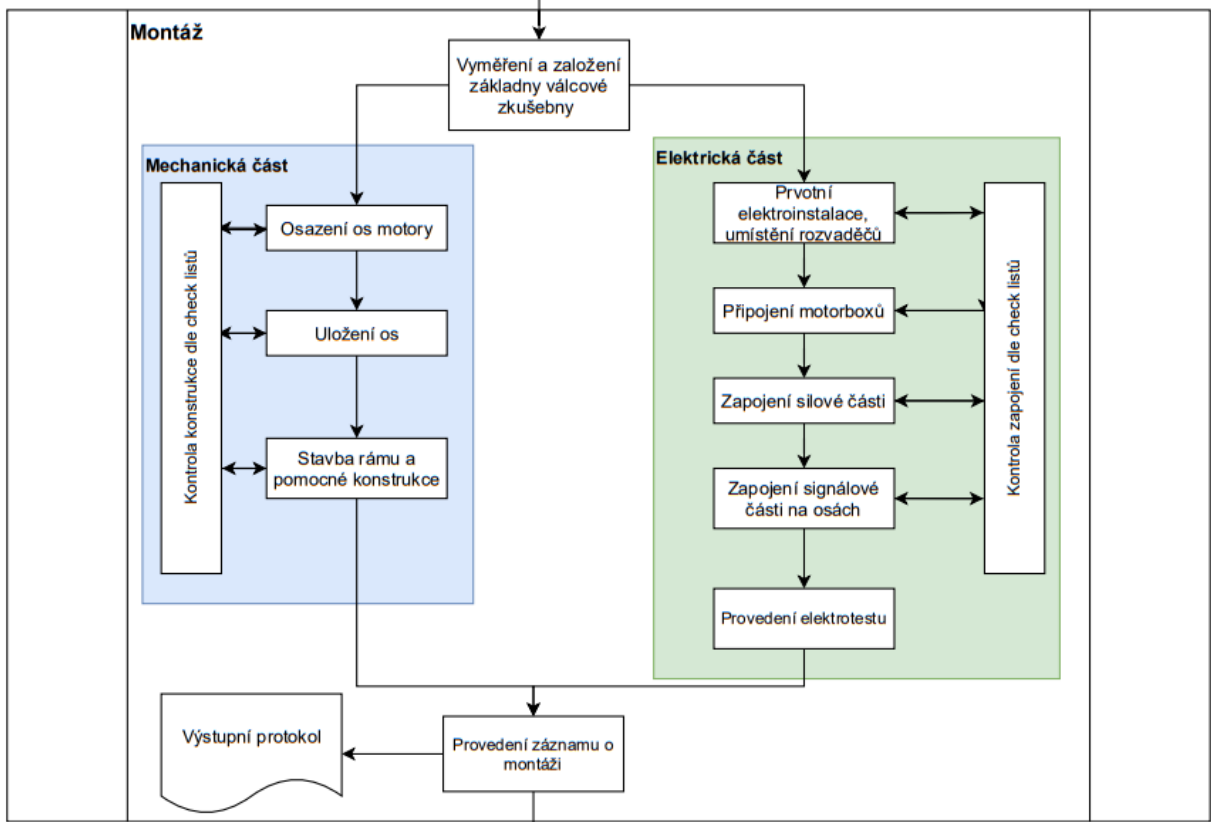 Montáž
Vyměření a založení
základny válcové
zkušebny
Mechanická část
Kontrola konstrukce dle check listů
Osazení os motory
Uložení os
Stavba rámu a
pomocné konstrukce
Elektrická část
Prvotní
elektroinstalace,
umístění rozvaděčů
Připojení motorboxů
Zapojení silové části
Zapojení signálové
části na osách
Provedení elektrotestu
Kontrola zapojení dle check listů
Výstupní protokol
Provedení záznamu o
montáži